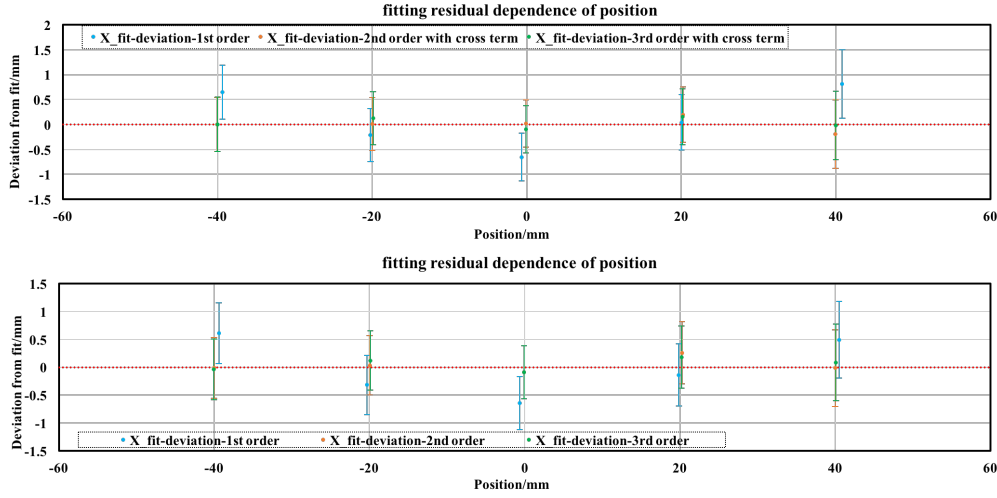 fitting residual dependence of position
2
1.5
1
0.5
0
-0.5
-1
-1.5
Deviation from fit/mm
X_fit-deviation-1st order X_fit-deviation-2nd order with cross term X_fit-deviation-3rd order with cross term
-60 -40 -20 0 20 40 60
Position/mm
fitting residual dependence of position
1.5
1
0.5
0
-0.5
-1
-1.5
Deviation from fit/mm
X_fit-deviation-1st order X_fit-deviation-2nd order X_fit-deviation-3rd order
-60 -40 -20 0 20 40 60
Position/mm